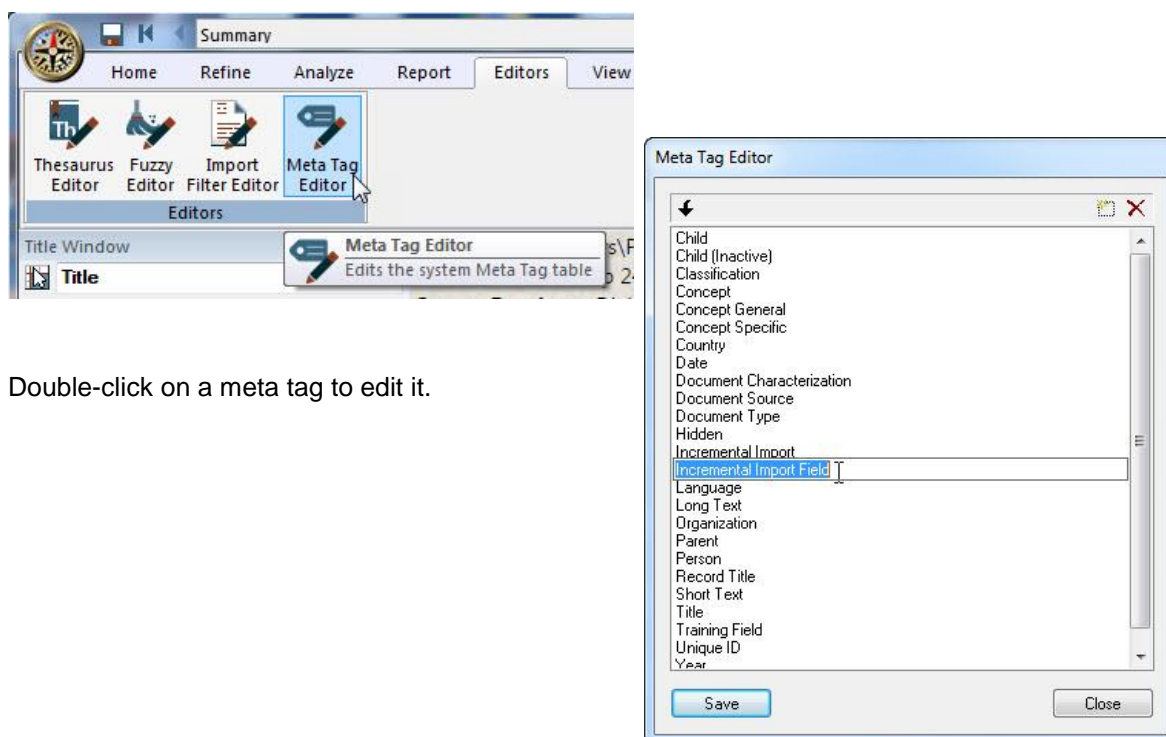 Summary
Home Refine Analyze Report Editors View
Th
Thesaurus Editor
Fuzzy Editor
Import Filter Editor
Meta Tag Editor
Editors
Title Window
Title
Meta Tag Editor
Edits the system Meta Tag table
Double-click on a meta tag to edit it.
Meta Tag Editor
Child
Child (Inactive)
Classification
Concept
Concept General
Concept Specific
Country
Date
Document Characterization
Document Source
Document Type
Hidden
Incremental Import
Incremental Import Field
Language
Long Text
Organization
Parent
Person
Record Title
Short Text
Title
Training Field
Unique ID
Year
Save Close